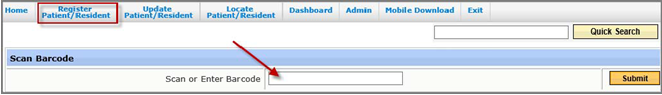 Home Register Patient/Resident Update Patient/Resident Locate Patient/Resident Dashboard Admin Mobile Download Exit
Quick Search
Scan Barcode
Scan or Enter Barcode Submit